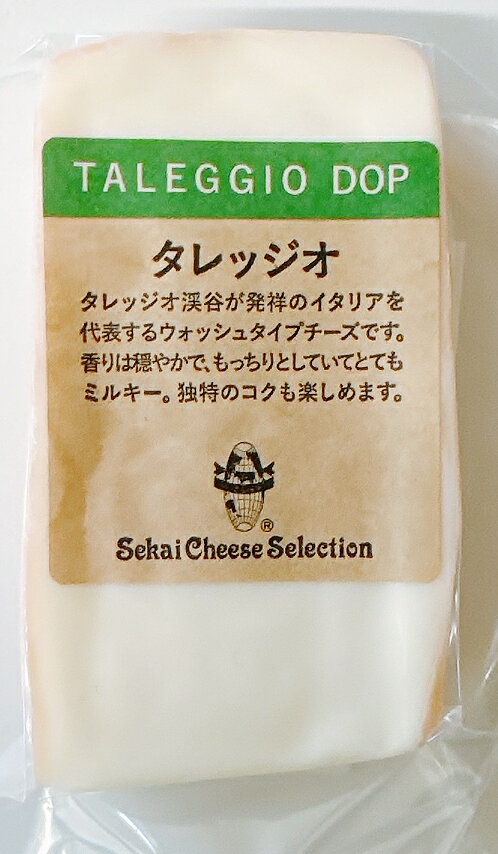 TALEGGIO DOP
タレッジオ
タレッジオ渓谷が発祥のイタリアを
代表するウォッシュタイプチーズです。
香りは穏やかで、もっちりとしていてとても
ミルキー。独特のコクも楽しめます。
®
Sekai Cheese Selection